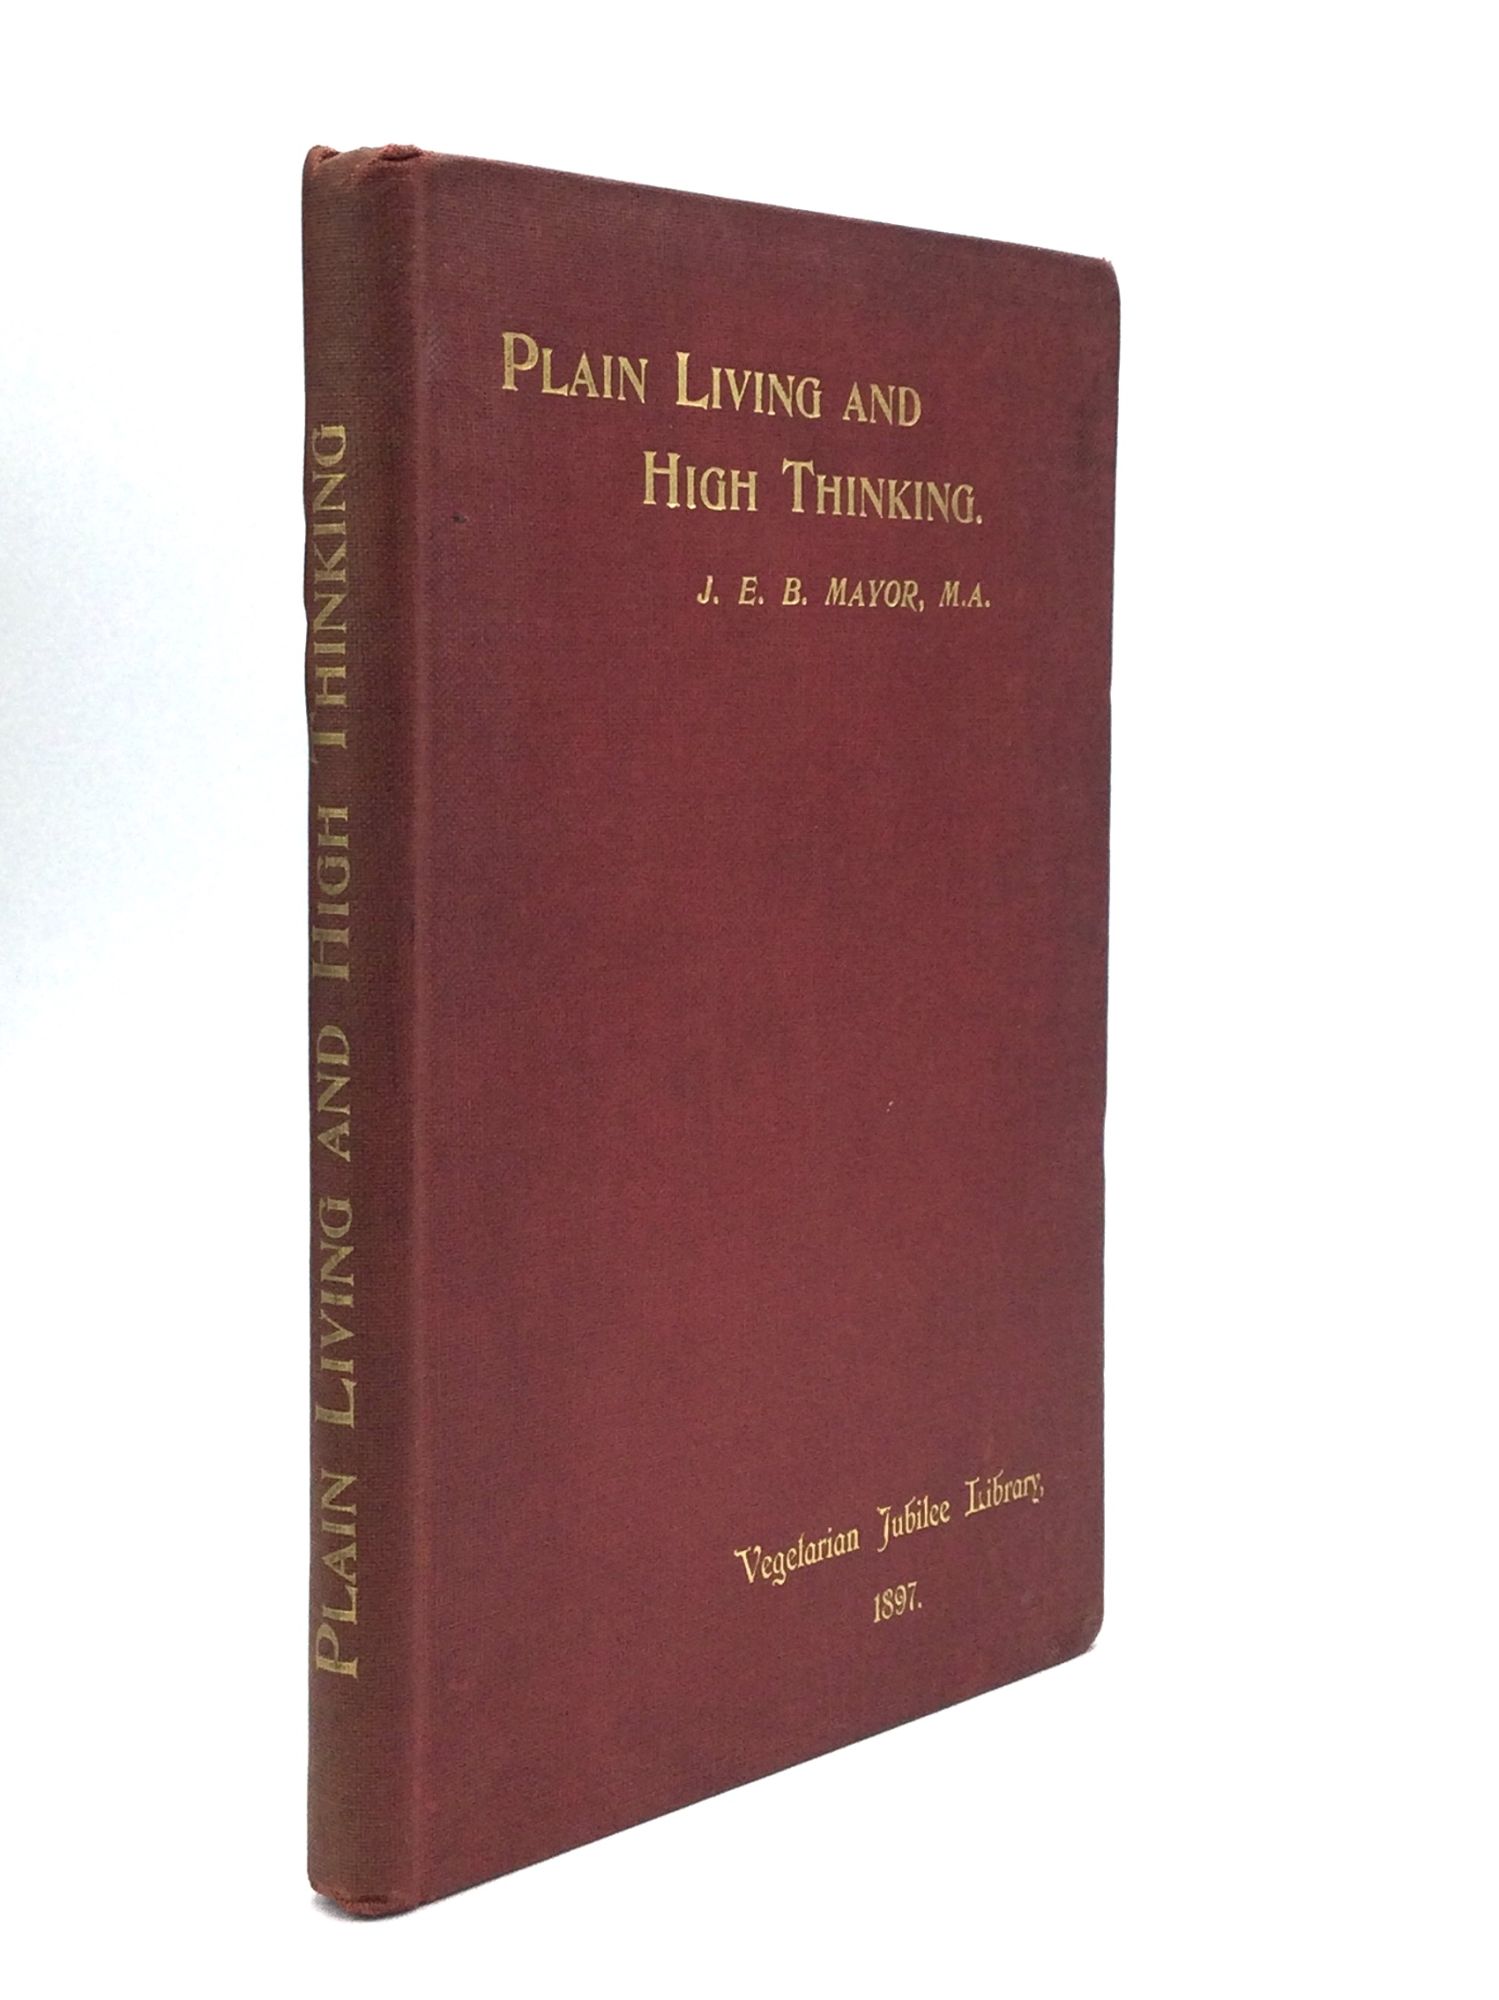 PLAIN LIVING AND HIGH THINKING
PLAIN LIVING AND
HIGH THINKING.
J. E. B. MAYOR, M.A.
Vegetarian Jubilee Library,
1897.